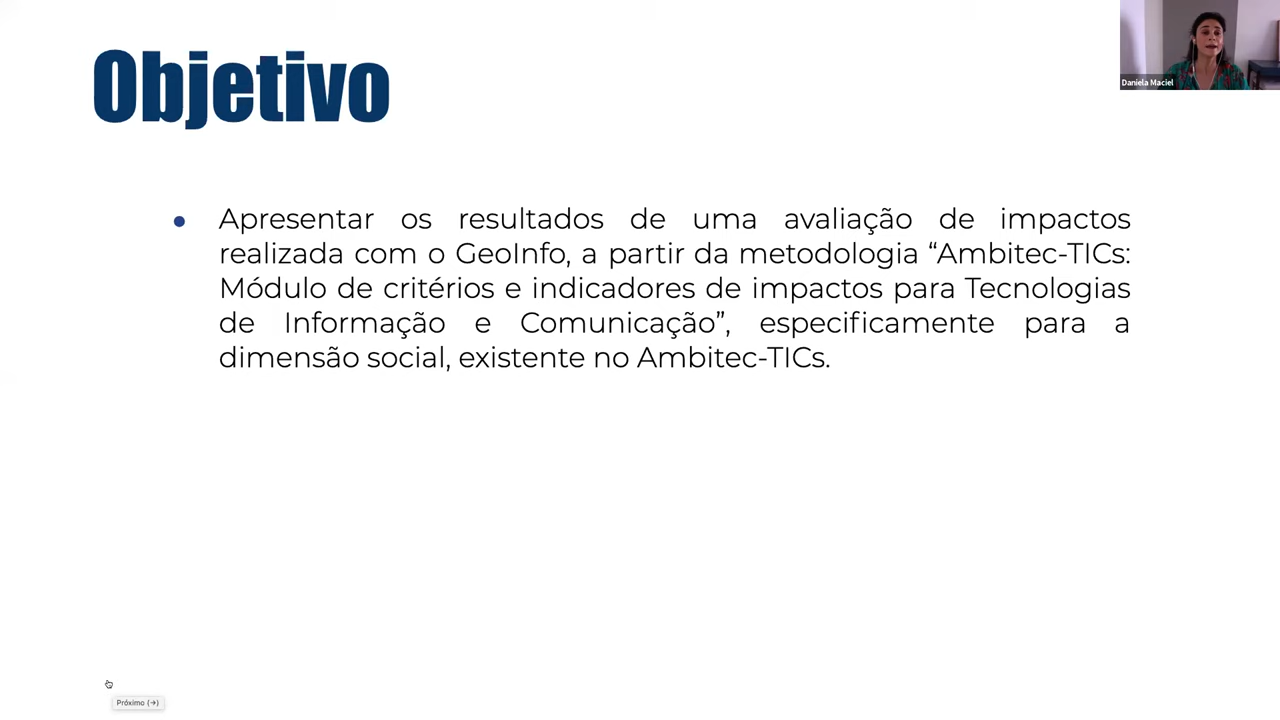 Objetivo
Daniela Maciel
● Apresentar os resultados de uma avaliação de impactos
realizada com o GeoInfo, a partir da metodologia “Ambitec-TICs:
Módulo de critérios e indicadores de impactos para Tecnologias
de Informação e Comunicação”, especificamente para a
dimensão social, existente no Ambitec-TICs.
Próximo (→)